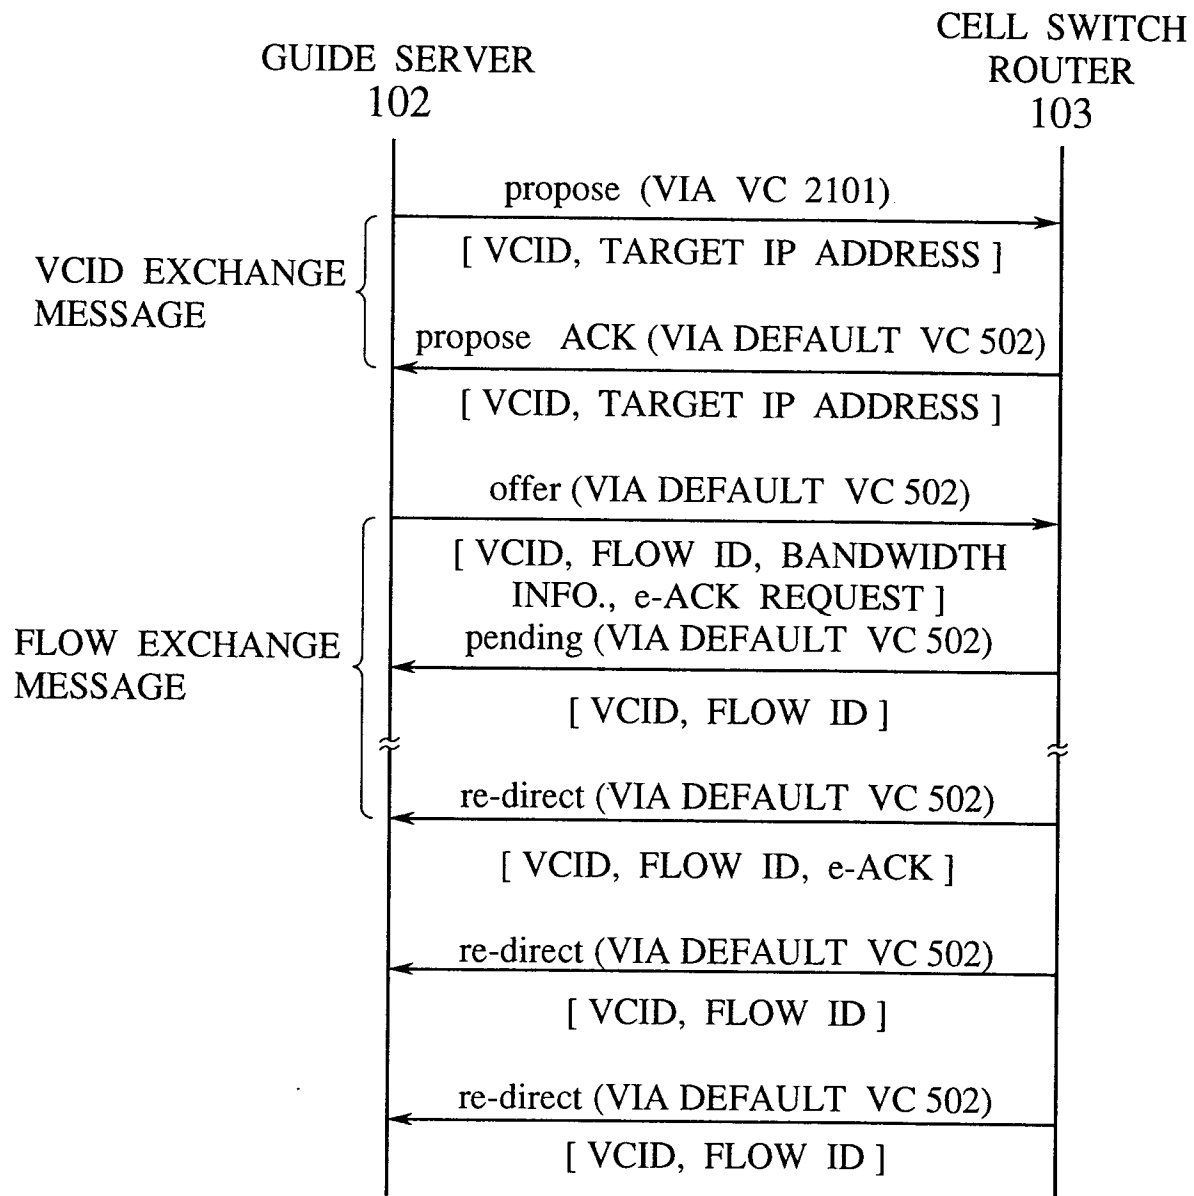 GUIDE SERVER
102
CELL SWITCH
ROUTER
103
propose (VIA VC 2101)
[ VCID, TARGET IP ADDRESS ]
VCID EXCHANGE
MESSAGE
propose ACK (VIA DEFAULT VC 502)
[ VCID, TARGET IP ADDRESS ]
offer (VIA DEFAULT VC 502)
[ VCID, FLOW ID, BANDWIDTH
INFO., e-ACK REQUEST ]
FLOW EXCHANGE
MESSAGE
pending (VIA DEFAULT VC 502)
[ VCID, FLOW ID ]
re-direct (VIA DEFAULT VC 502)
[ VCID, FLOW ID, e-ACK ]
re-direct (VIA DEFAULT VC 502)
[ VCID, FLOW ID ]
re-direct (VIA DEFAULT VC 502)
[ VCID, FLOW ID ]